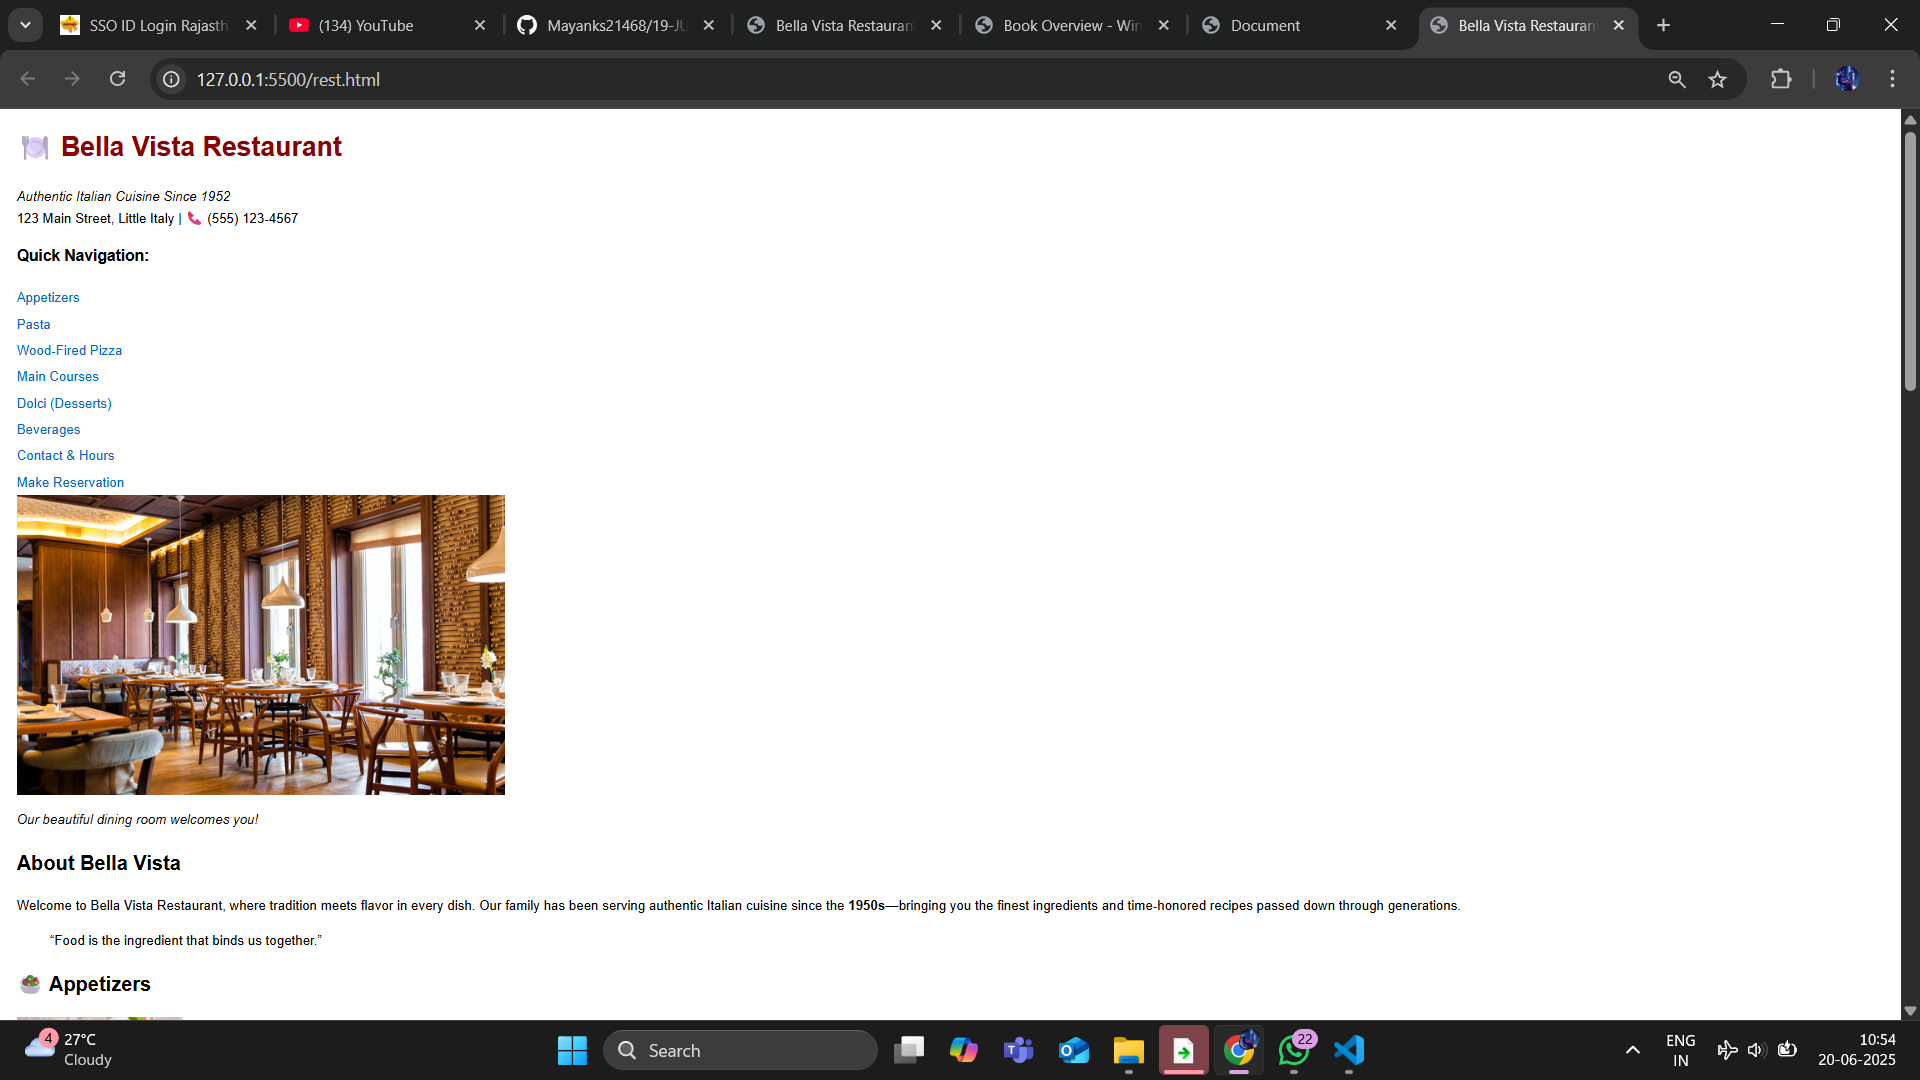 SSO ID Login Rajasth
(134) YouTube
Mayanks21468/19-JU
Bella Vista Restaurant
Book Overview - Win
Document
Bella Vista Restaurant
127.0.0.1:5500/rest.html
Bella Vista Restaurant
Authentic Italian Cuisine Since 1952
123 Main Street, Little Italy | 📞 (555) 123-4567
Quick Navigation:
Appetizers
Pasta
Wood-Fired Pizza
Main Courses
Dolci (Desserts)
Beverages
Contact & Hours
Make Reservation
Our beautiful dining room welcomes you!
About Bella Vista
Welcome to Bella Vista Restaurant, where tradition meets flavor in every dish. Our family has been serving authentic Italian cuisine since the 1950s—bringing you the finest ingredients and time-honored recipes passed down through generations.
“Food is the ingredient that binds us together.”
Appetizers
4
27°C
Cloudy
Search
22
ENG
IN
10:54
20-06-2025